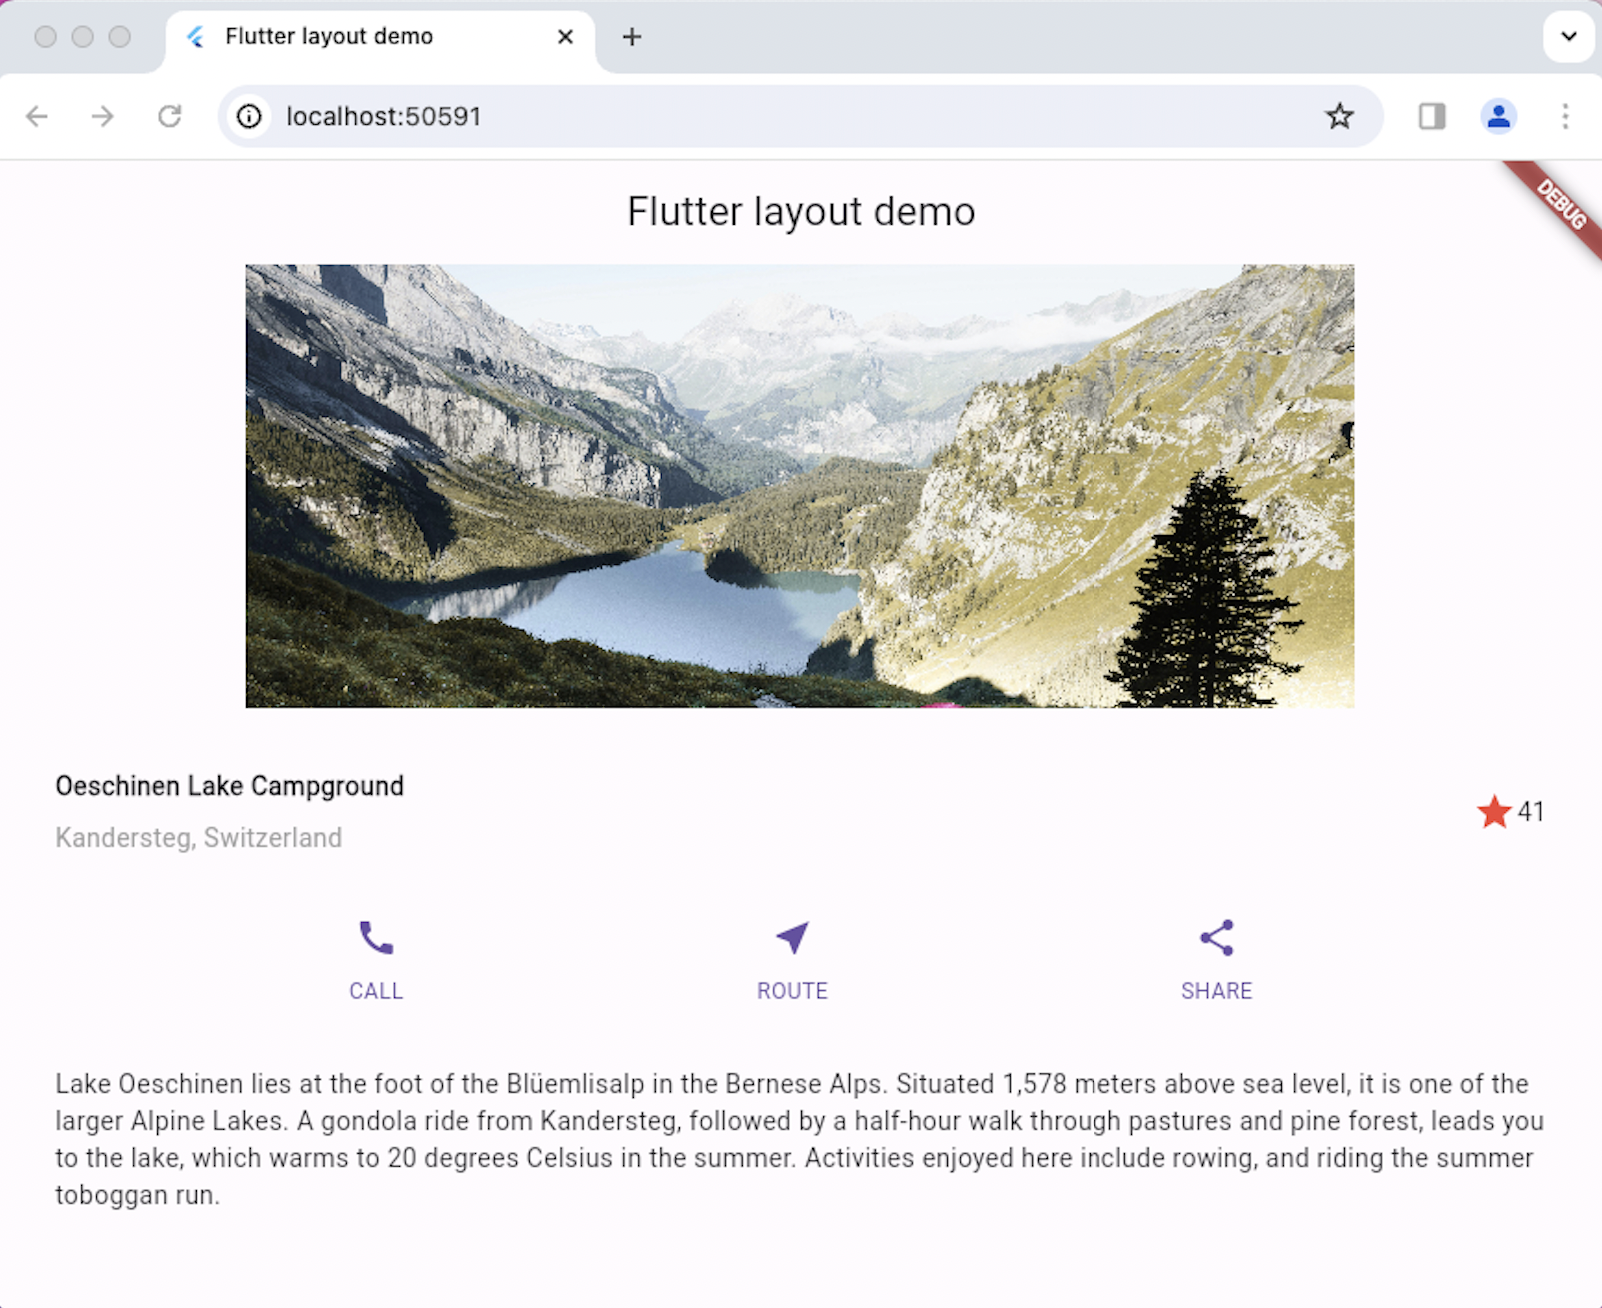 Flutter layout demo
localhost:50591
DEBUG
Flutter layout demo
Oeschinen Lake Campground
41
Kandersteg, Switzerland
CALL
ROUTE
SHARE
Lake Oeschinen lies at the foot of the Blüemlisalp in the Bernese Alps. Situated 1,578 meters above sea level, it is one of the
larger Alpine Lakes. A gondola ride from Kandersteg, followed by a half-hour walk through pastures and pine forest, leads you
to the lake, which warms to 20 degrees Celsius in the summer. Activities enjoyed here include rowing, and riding the summer
toboggan run.